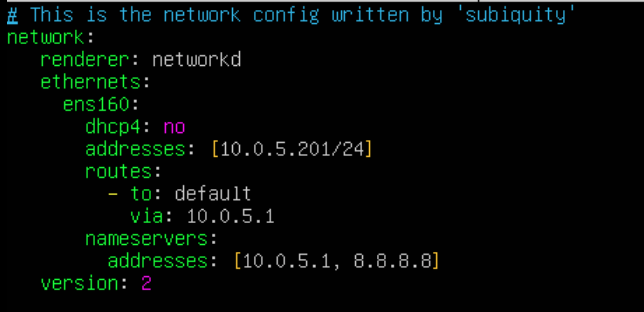 # This is the network config written by 'subiquity'
network:
   renderer: networkd
   ethernets:
     ens160:
       dhcp4: no
       addresses: [10.0.5.201/24]
       routes:
         - to: default
           via: 10.0.5.1
       nameservers:
         addresses: [10.0.5.1, 8.8.8.8]
   version: 2